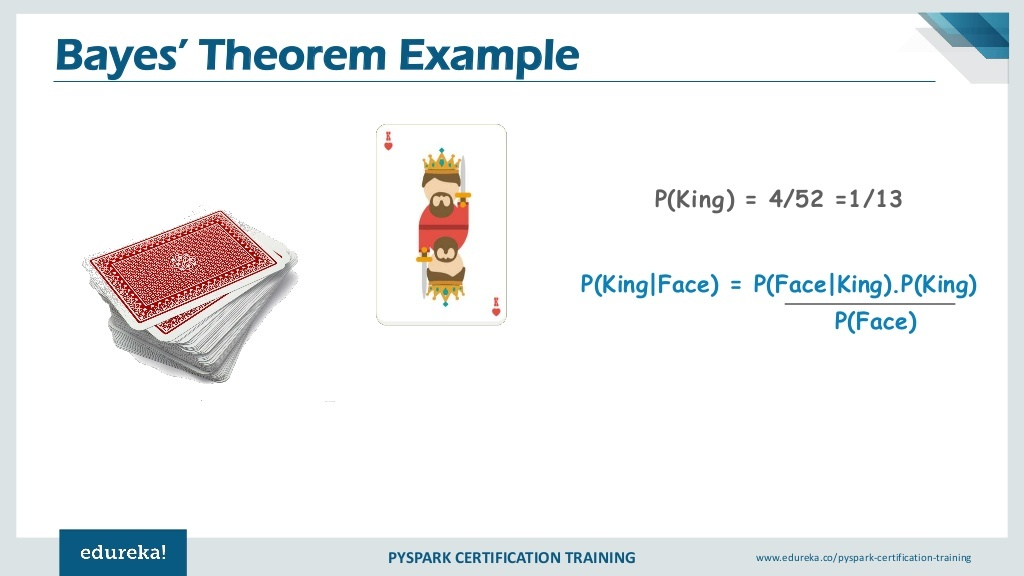 Bayes’ Theorem Example
K
P(King) = 4/52 =1/13
P(King|Face) = P(Face|King).P(King)
P(Face)
K
edureka!
PYSPARK CERTIFICATION TRAINING
www.edureka.co/pyspark-certification-training